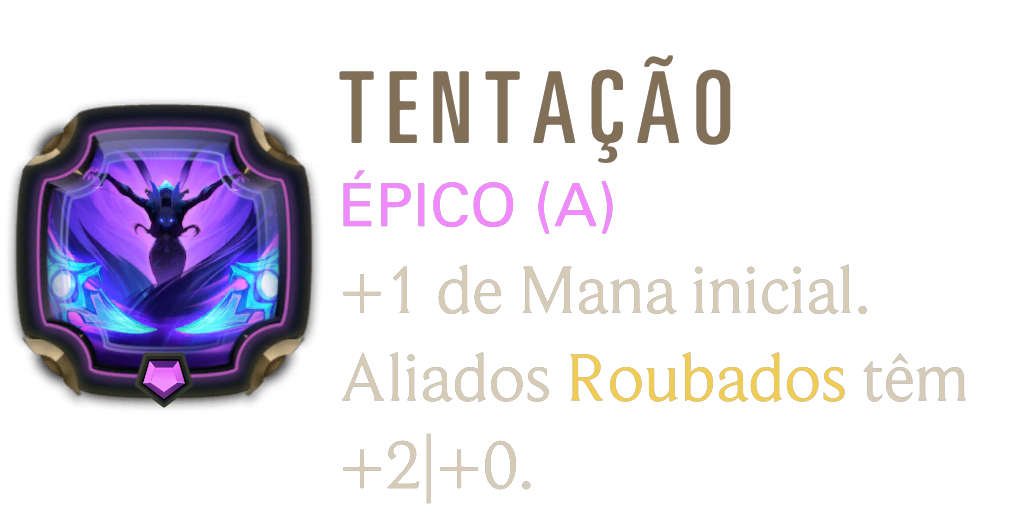 TENTAÇÃO
ÉPICO (A)
+1 de Mana inicial.
Aliados Roubados têm
+2|+0.